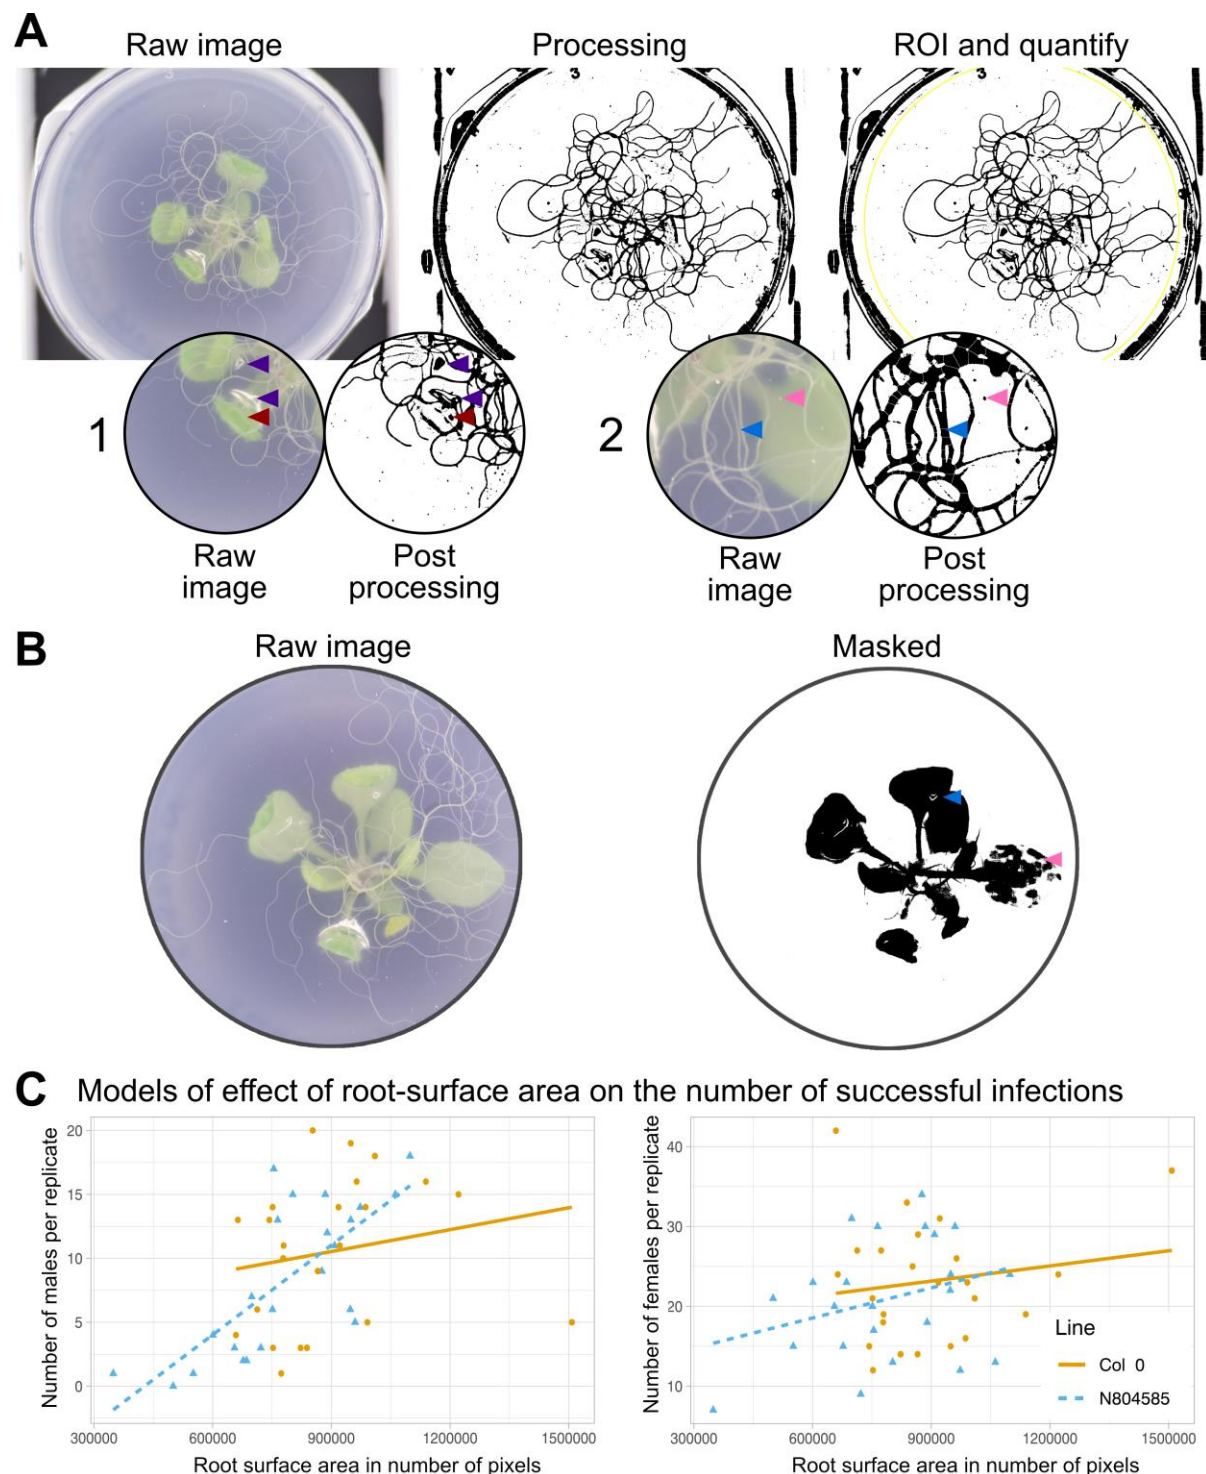 A
Raw image
Processing
ROI and quantify
3
3
1
2
Raw
image
Post
processing
Raw
image
Post
processing
B
Raw image
Masked
C
Models of effect of root-surface area on the number of successful infections
Number of males per replicate
20
15
10
5
0
300000
600000
900000
1200000
1500000
Root surface area in number of pixels
Number of females per replicate
40
30
20
10
300000
600000
900000
1200000
1500000
Root surface area in number of pixels
Line
Col 0
N804585